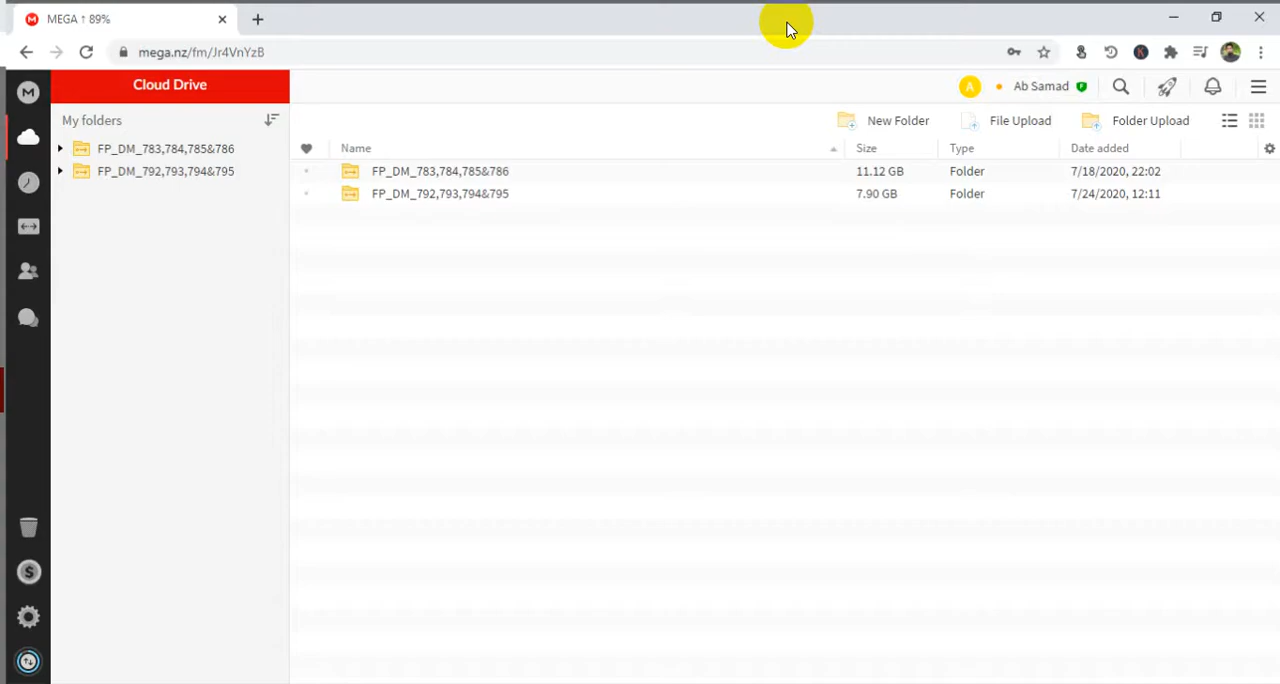 MEGA ↑ 89%
mega.nz/fm/Jr4VnYzB
Cloud Drive
A Ab Samad
My folders
New Folder File Upload Folder Upload
FP_DM_783,784,785&786
FP_DM_792,793,794&795
Name Size Type Date added
FP_DM_783,784,785&786 11.12 GB Folder 7/18/2020, 22:02
FP_DM_792,793,794&795 7.90 GB Folder 7/24/2020, 12:11